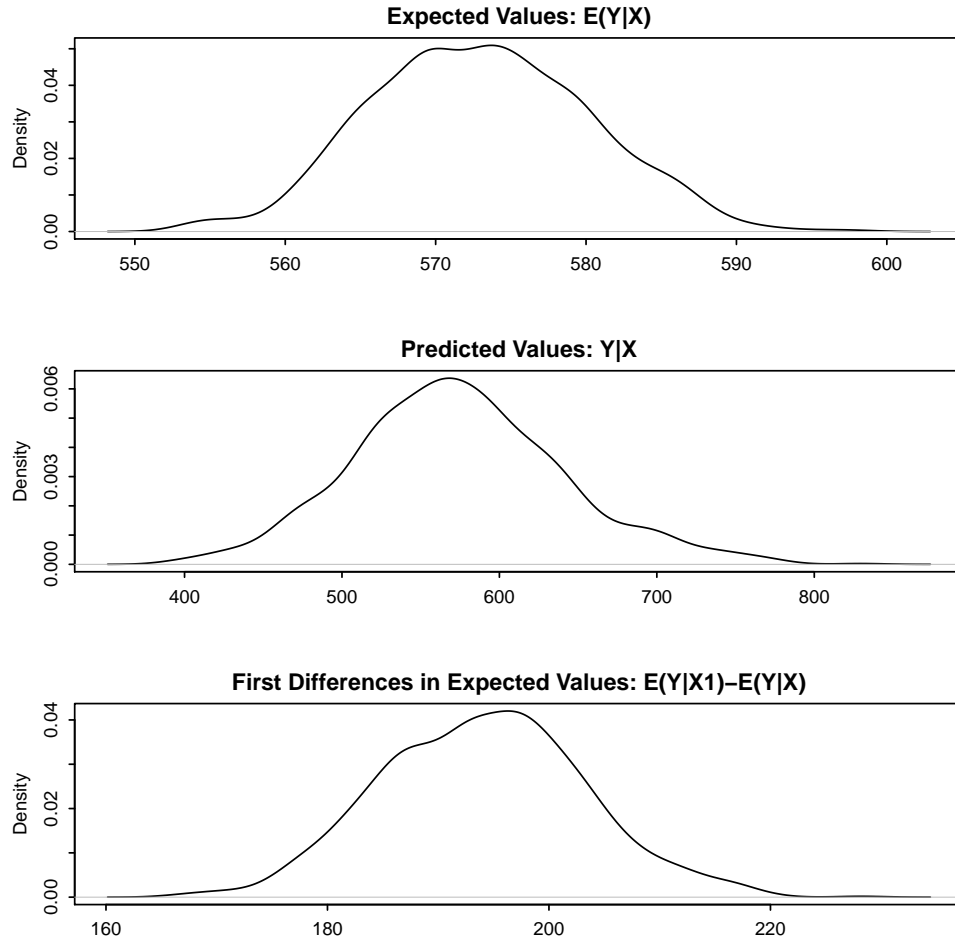 Expected Values: E(Y|X)
Density
0.00 0.02 0.04
550 560 570 580 590 600
Predicted Values: Y|X
Density
0.000 0.003 0.006
400 500 600 700 800
First Differences in Expected Values: E(Y|X1)−E(Y|X)
Density
0.00 0.02 0.04
160 180 200 220